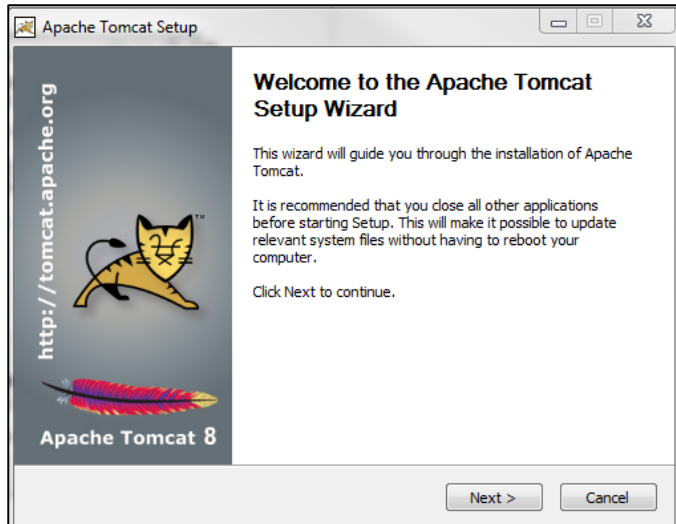 Apache Tomcat Setup
http://tomcat.apache.org
TM
Apache Tomcat 8
Welcome to the Apache Tomcat
Setup Wizard
This wizard will guide you through the installation of Apache
Tomcat.
It is recommended that you close all other applications
before starting Setup. This will make it possible to update
relevant system files without having to reboot your
computer.
Click Next to continue.
Next >
Cancel